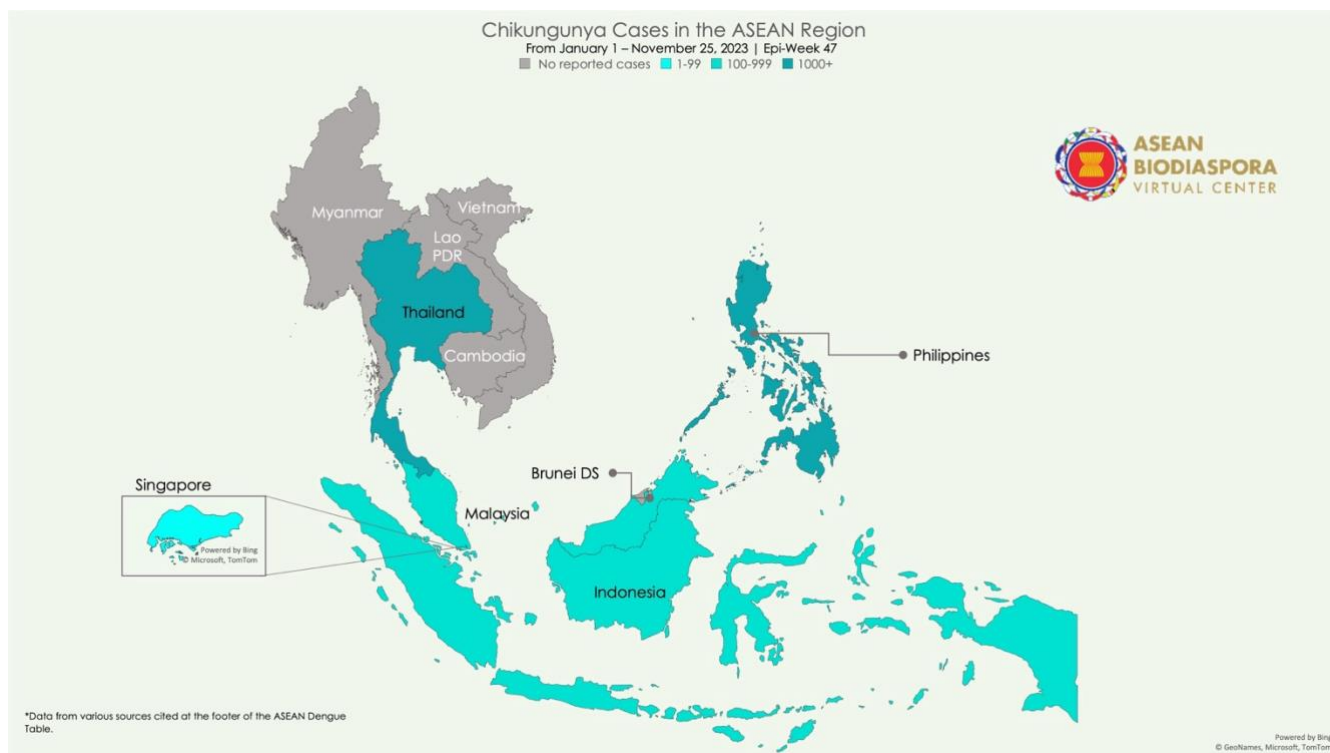 Chikungunya Cases in the ASEAN Region
From January 1 – November 25, 2023 | Epi-Week 47
No reported cases 1-99 100-999 1000+
ASEAN
BIODIASPORA
VIRTUAL CENTER
Myanmar
Vietnam
Lao
PDR
Thailand
Cambodia
Philippines
Brunei DS
Singapore
Malaysia
Powered by Bing
© Microsoft, TomTom
Indonesia
*Data from various sources cited at the footer of the ASEAN Dengue
Table.
Powered by Bing
© GeoNames, Microsoft, TomTom